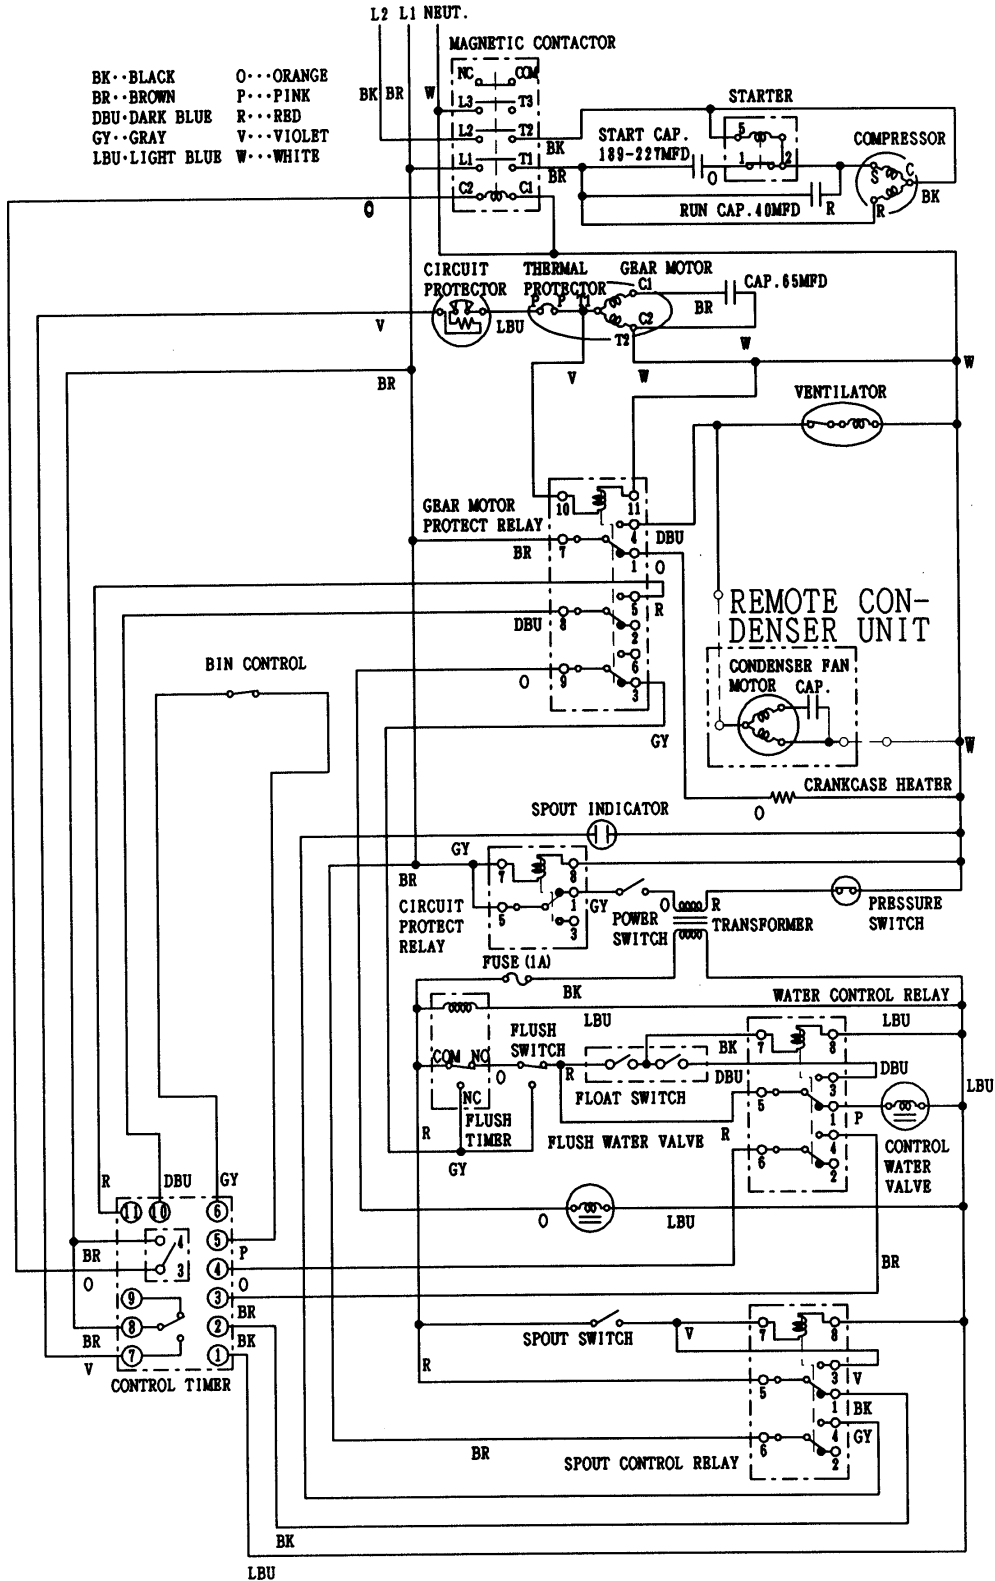 L2 L1 NEUT.
MAGNETIC CONTACTOR
BK··BLACK O···ORANGE
BR··BROWN P···PINK
DBU·DARK BLUE R···RED
GY··GRAY V···VIOLET
LBU·LIGHT BLUE W···WHITE
BK BR W
NC COM
L3 T3
L2 T2
L1 T1
C2 C1
BK
BR
O
STARTER
START CAP.
189-227MFD
O
5
1 2
COMPRESSOR
S C
R
BK
RUN CAP.40MFD R
CIRCUIT
PROTECTOR
THERMAL
PROTECTOR
GEAR MOTOR
P P T1
C1
C2
T2
CAP.65MFD
BR
V
LBU
W
BR
V
W
W
VENTILATOR
GEAR MOTOR
PROTECT RELAY
10 11
4
7
1
5
8
2
6
9
3
BR
DBU
O
R
DBU
O
GY
BIN CONTROL
REMOTE CON-
DENSER UNIT
CONDENSER FAN
MOTOR CAP.
W
CRANKCASE HEATER
O
SPOUT INDICATOR
GY
BR
7 8
1
5
3
CIRCUIT
PROTECT
RELAY
GY
POWER
SWITCH
O R
TRANSFORMER
PRESSURE
SWITCH
FUSE(1A)
BK
WATER CONTROL RELAY
LBU
LBU
FLUSH
SWITCH
COM NO
NC
O
FLUSH
TIMER
R
GY
R
FLOAT SWITCH
BK
DBU
7 8
3
5
1
4
6
2
DBU
P
LBU
CONTROL
WATER
VALVE
FLUSH WATER VALVE
R
O
LBU
BR
R DBU GY
11 10 6
4 5
3 4
9 3
8 2
7 1
BR
O
BR
V
P
O
BR
BK
CONTROL TIMER
SPOUT SWITCH
V
R
7 8
3
5
1
4
6
2
V
BK
GY
BR
SPOUT CONTROL RELAY
BK
LBU